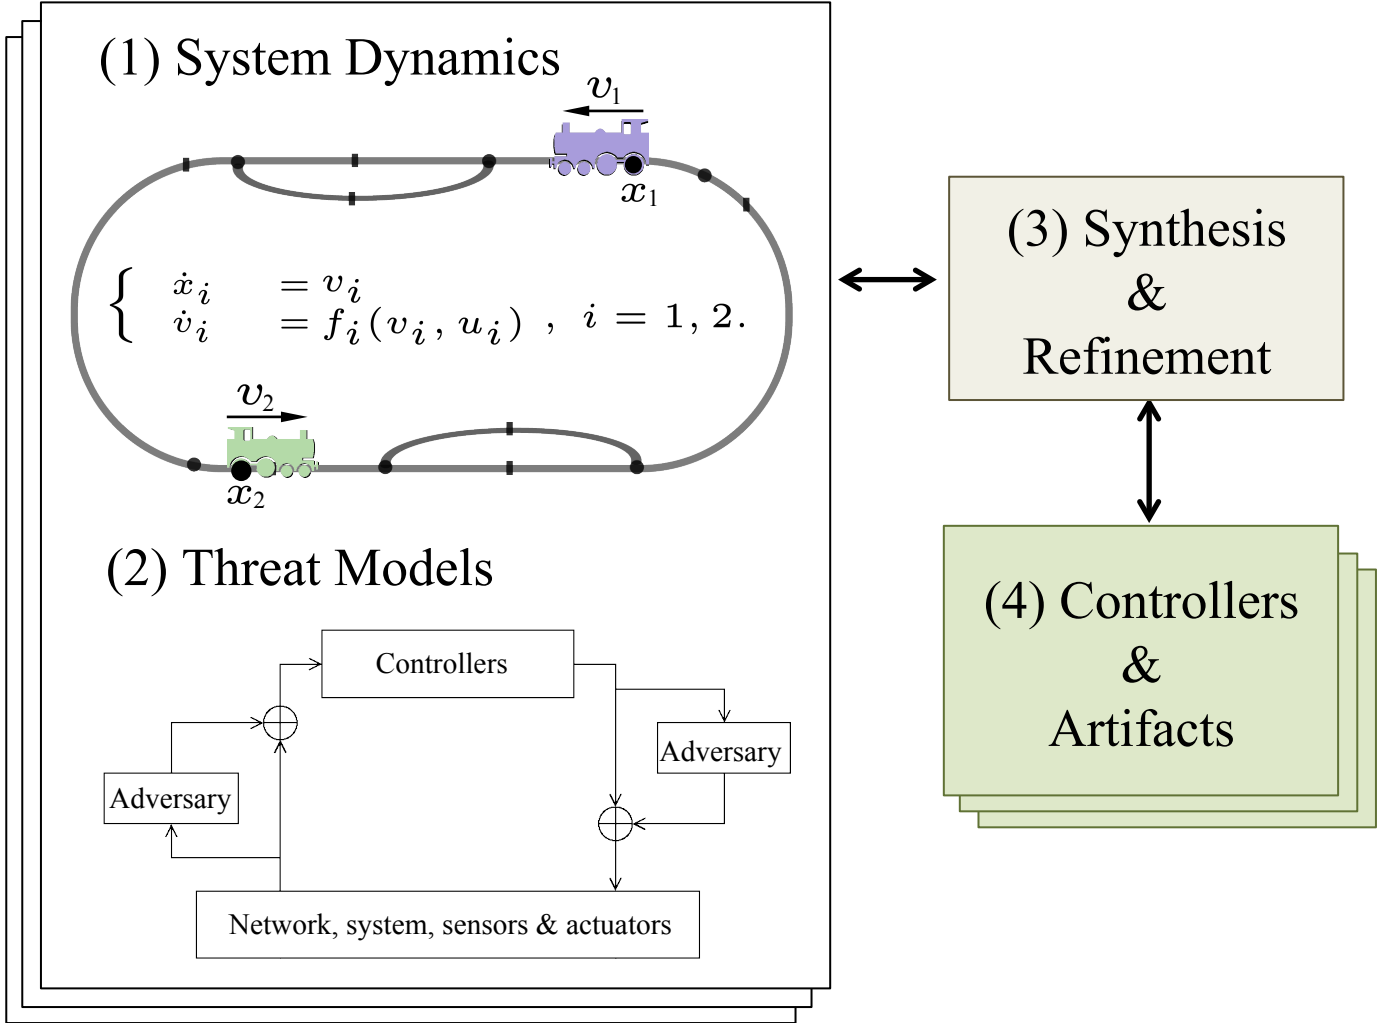 (1) System Dynamics
v₁
x₁
{ ẋᵢ = vᵢ
v̇ᵢ = fᵢ(vᵢ, uᵢ) , i = 1, 2.
v₂
x₂
(2) Threat Models
Controllers
Adversary
Adversary
Network, system, sensors & actuators
(3) Synthesis
&
Refinement
(4) Controllers
&
Artifacts